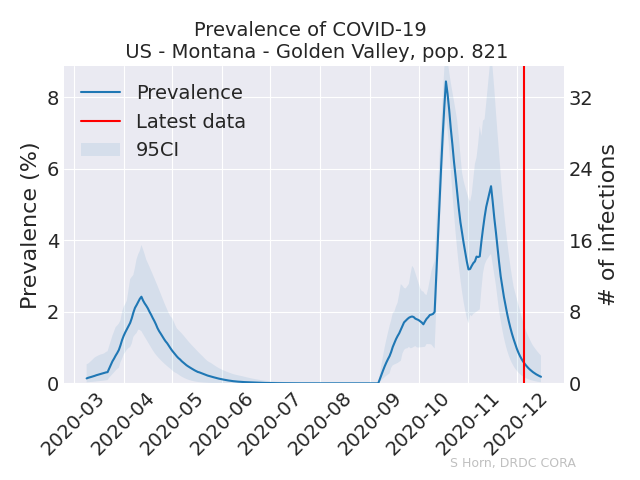 Prevalence of COVID-19
US - Montana - Golden Valley, pop. 821
Prevalence
Latest data
95CI
Prevalence (%)
8
6
4
2
0
# of infections
32
24
16
8
0
2020-03
2020-04
2020-05
2020-06
2020-07
2020-08
2020-09
2020-10
2020-11
2020-12
S Horn, DRDC CORA